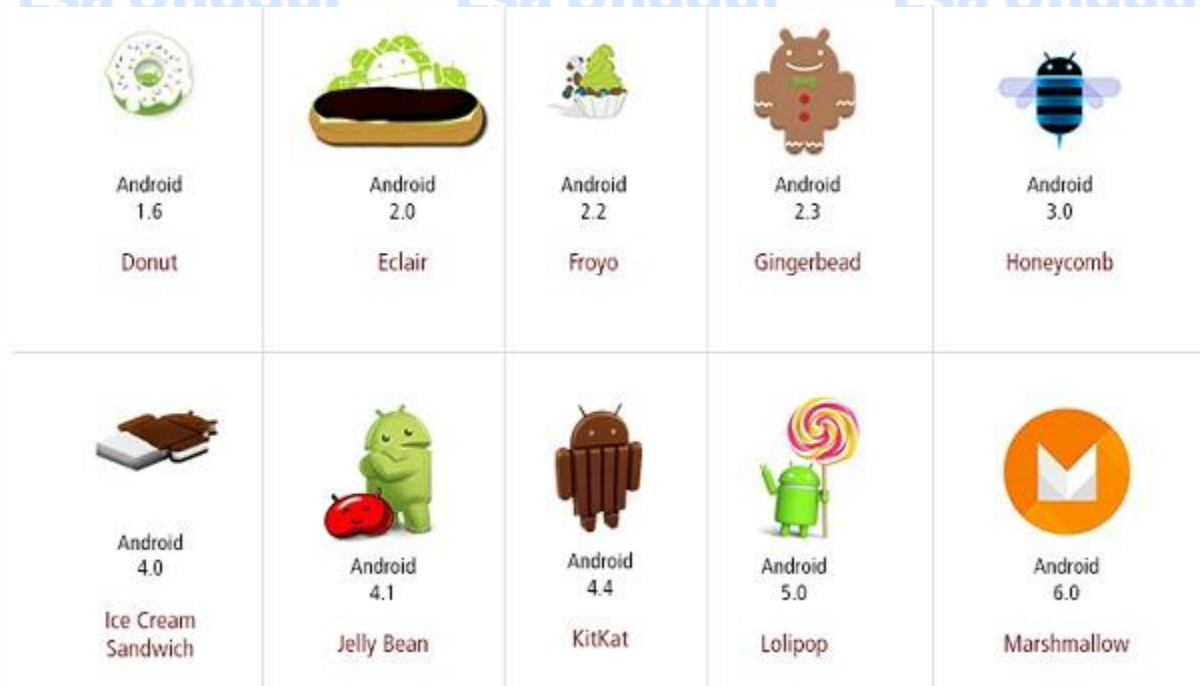 Android
1.6
Donut
Android
2.0
Eclair
Android
2.2
Froyo
Android
2.3
Gingerbead
Android
3.0
Honeycomb
Android
4.0
Ice Cream
Sandwich
Android
4.1
Jelly Bean
Android
4.4
KitKat
Android
5.0
Lolipop
Android
6.0
Marshmallow